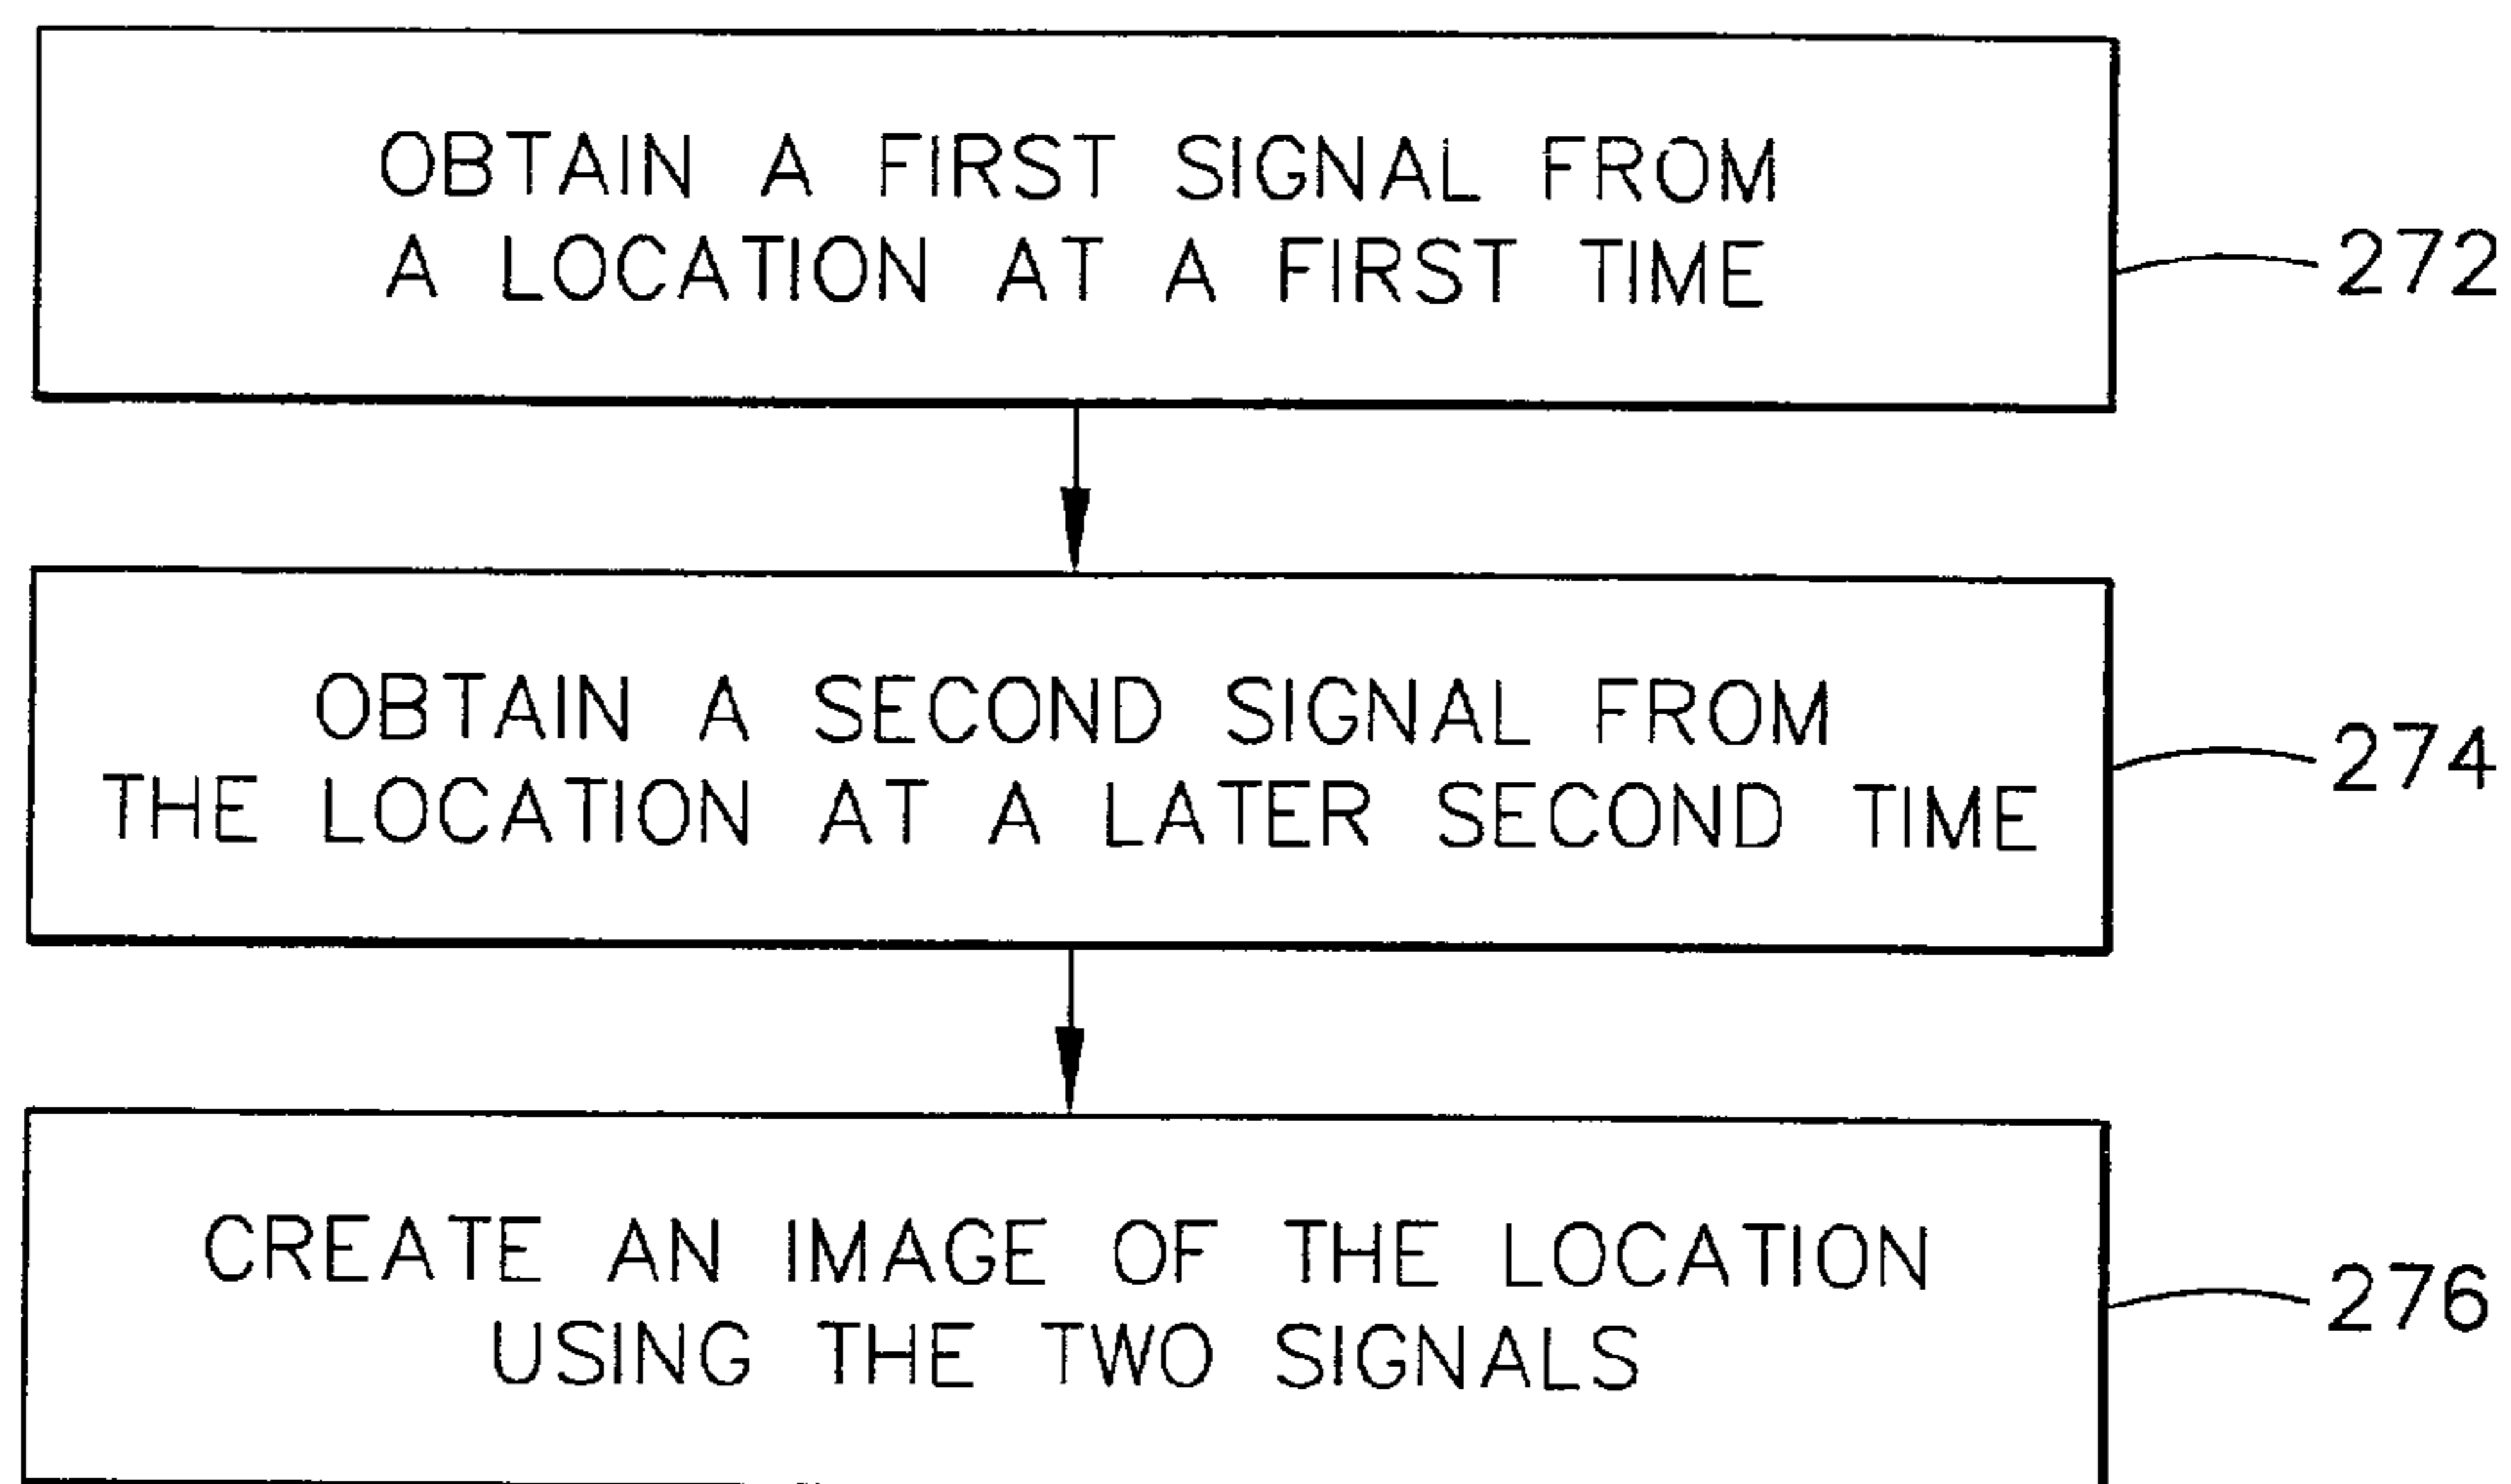 OBTAIN A FIRST SIGNAL FROM
A LOCATION AT A FIRST TIME
272
OBTAIN A SECOND SIGNAL FROM
THE LOCATION AT A LATER SECOND TIME
274
CREATE AN IMAGE OF THE LOCATION
USING THE TWO SIGNALS
276